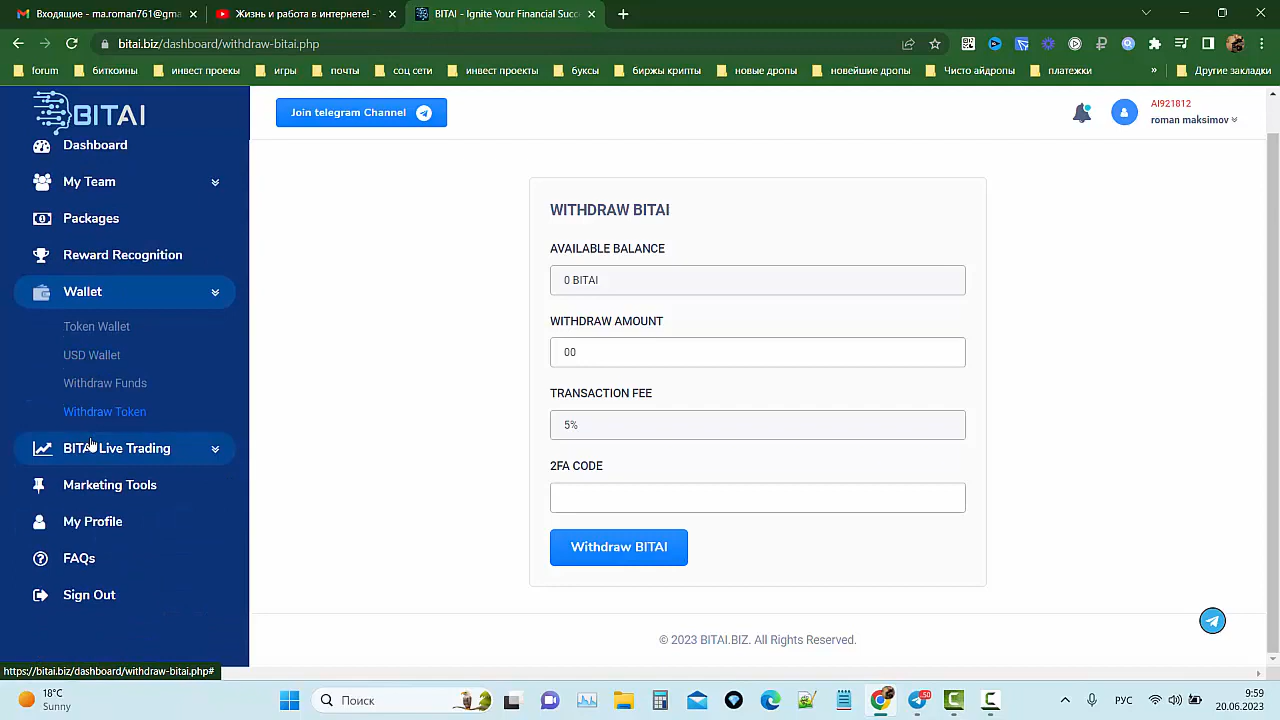 Входящие - ma.roman761@gma
Жизнь и работа в интернете! -
BITAI - Ignite Your Financial Succ
bitai.biz/dashboard/withdraw-bitai.php
forum
биткоины
инвест проекты
игры
почты
соц сети
инвест проекты
буксы
биржы крипты
новые дропы
новейшие дропы
Чисто айдропы
платежки
»
Другие закладки
BITAI
Dashboard
My Team
Packages
Reward Recognition
Wallet
Token Wallet
USD Wallet
Withdraw Funds
Withdraw Token
BITAI Live Trading
Marketing Tools
My Profile
FAQs
Sign Out
Join telegram Channel
AI921812
roman maksimov
WITHDRAW BITAI
AVAILABLE BALANCE
0 BITAI
WITHDRAW AMOUNT
00
TRANSACTION FEE
5%
2FA CODE
Withdraw BITAI
© 2023 BITAI.BIZ. All Rights Reserved.
https://bitai.biz/dashboard/withdraw-bitai.php#
18°C
Sunny
Поиск
РУС
9:59
20.06.2023